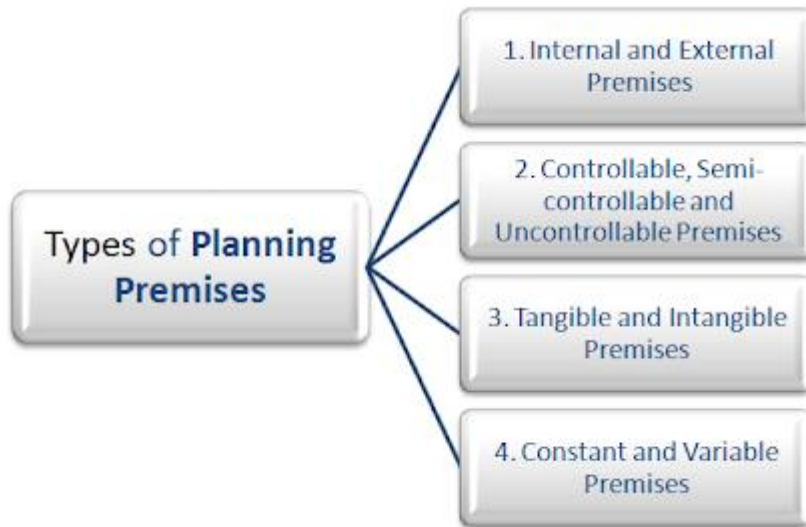 1. Internal and External
Premises
2. Controllable, Semi-
controllable and
Uncontrollable Premises
Types of Planning
Premises
3. Tangible and Intangible
Premises
4. Constant and Variable
Premises